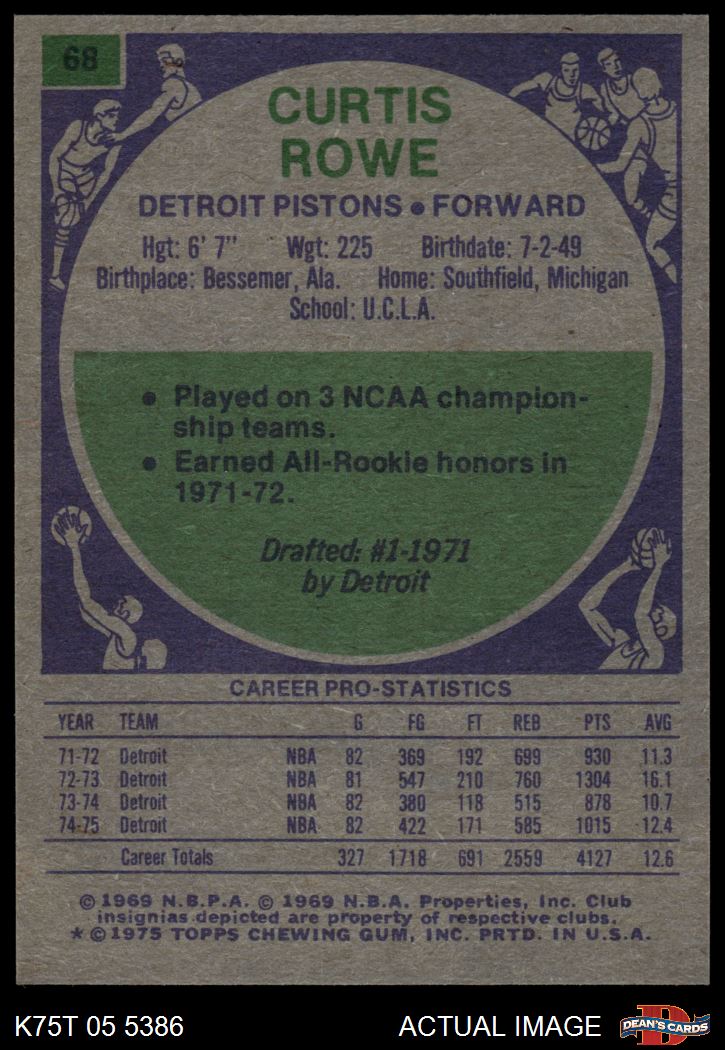 68
CURTIS
ROWE
DETROIT PISTONS • FORWARD
Hgt: 6' 7" Wgt: 225 Birthdate: 7-2-49
Birthplace: Bessemer, Ala. Home: Southfield, Michigan
School: U.C.L.A.
• Played on 3 NCAA champion-
ship teams.
• Earned All-Rookie honors in
1971-72.
Drafted: #1-1971
by Detroit
CAREER PRO-STATISTICS
YEAR TEAM G FG FT REB PTS AVG
71-72 Detroit NBA 82 369 192 699 930 11.3
72-73 Detroit NBA 81 547 210 760 1304 16.1
73-74 Detroit NBA 82 380 118 515 878 10.7
74-75 Detroit NBA 82 422 171 585 1015 12.4
Career Totals 327 1718 691 2559 4127 12.6
© 1969 N.B.P.A. © 1969 N.B.A. Properties, Inc. Club
insignias depicted are property of respective clubs.
* © 1975 TOPPS CHEWING GUM, INC. PRTD. IN U.S.A.
K75T 05 5386 ACTUAL IMAGE
D
DEAN'S CARDS